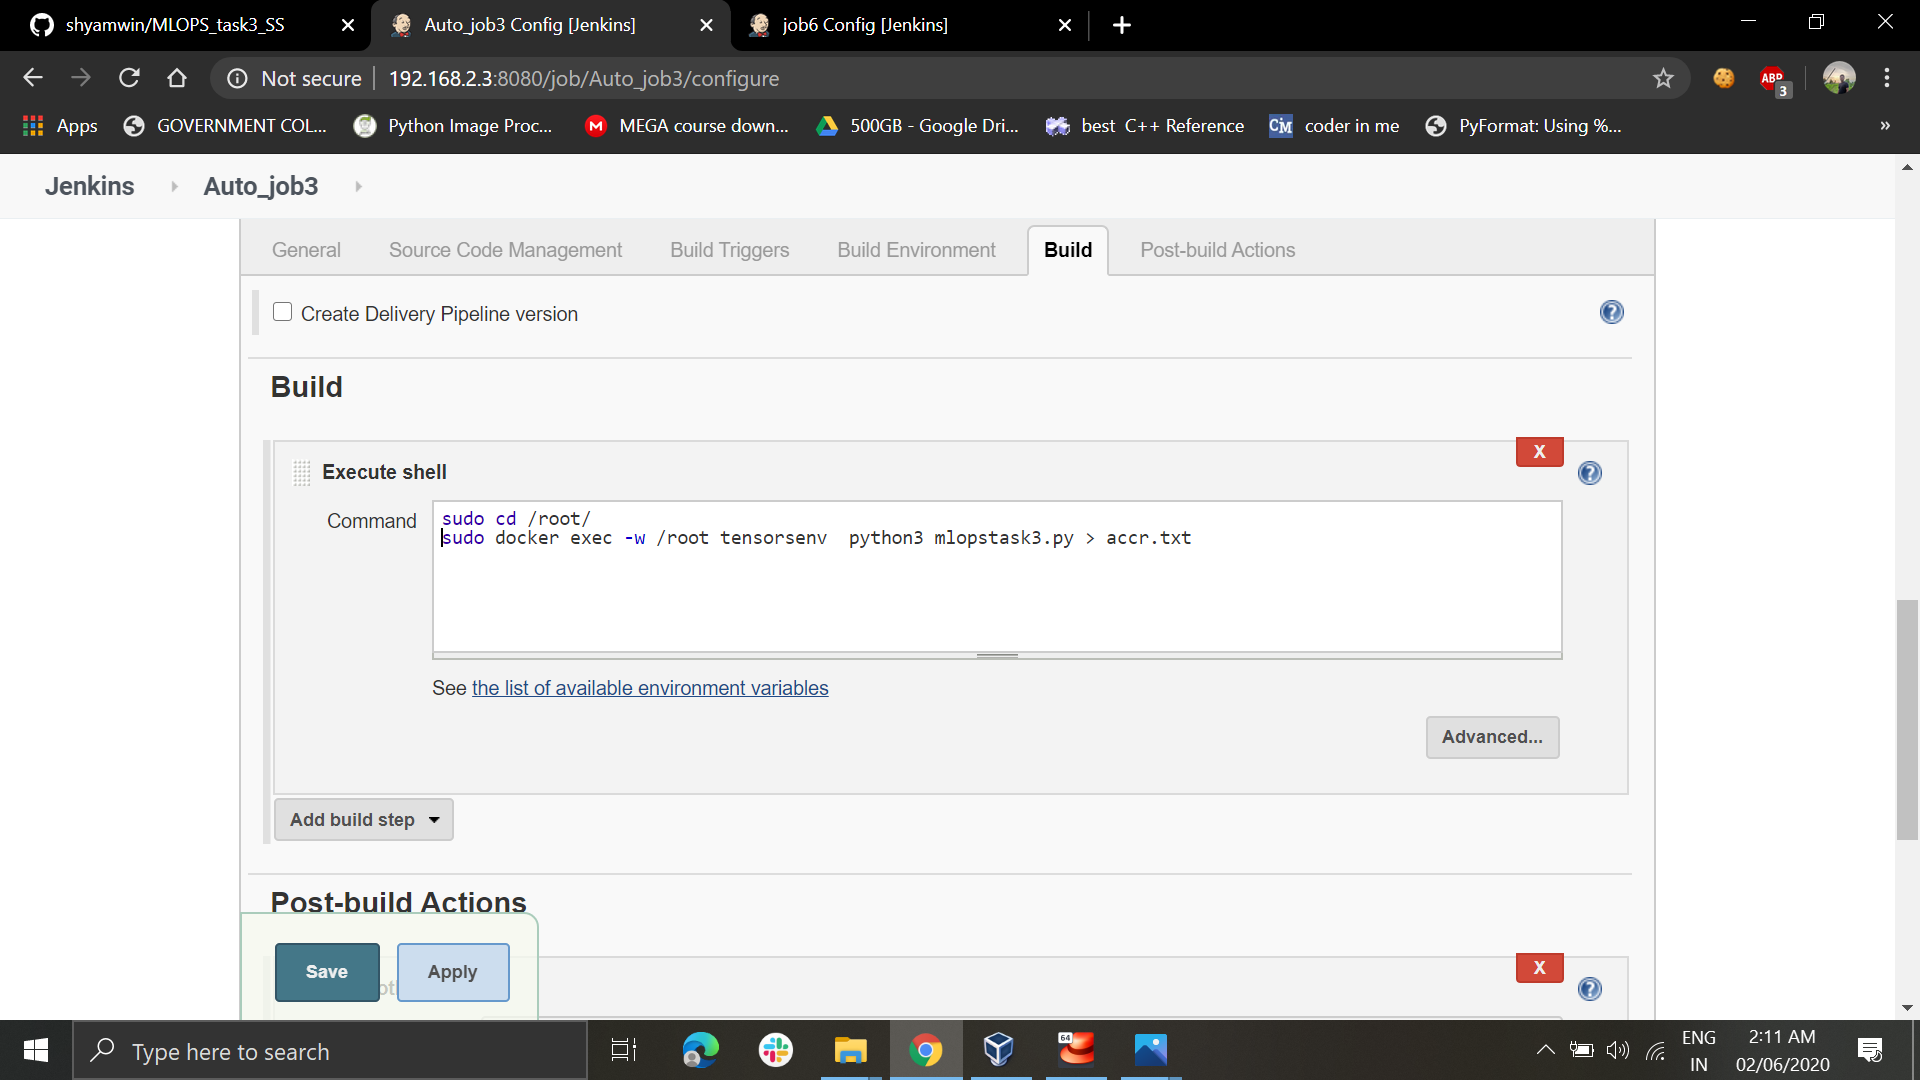 shyamwin/MLOPS_task3_SS
Auto_job3 Config [Jenkins]
job6 Config [Jenkins]
Not secure
192.168.2.3:8080/job/Auto_job3/configure
ABP
3
Apps
GOVERNMENT COL...
Python Image Proc...
M
MEGA course down...
500GB - Google Dri...
best C++ Reference
CiM
coder in me
PyFormat: Using %...
»
Jenkins
Auto_job3
General
Source Code Management
Build Triggers
Build Environment
Build
Post-build Actions
Create Delivery Pipeline version
?
Build
X
Execute shell
?
Command
sudo cd /root/
sudo docker exec -w /root tensorsenv  python3 mlopstask3.py > accr.txt
See the list of available environment variables
Advanced...
Add build step
Post-build Actions
X
Save
Apply
?
Type here to search
64
ENG
IN
2:11 AM
02/06/2020